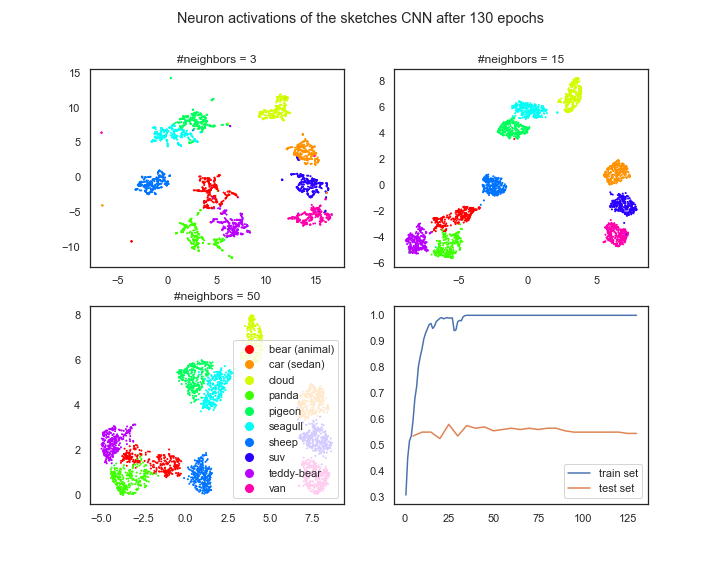 Neuron activations of the sketches CNN after 130 epochs
#neighbors = 3
15
10
5
0
−5
−10
−5 0 5 10 15
#neighbors = 15
8
6
4
2
0
−2
−4
−6
−5 0 5
#neighbors = 50
8
6
4
2
0
−5.0 −2.5 0.0 2.5 5.0 7.5
bear (animal)
car (sedan)
cloud
panda
pigeon
seagull
sheep
suv
teddy-bear
van
1.0
0.9
0.8
0.7
0.6
0.5
0.4
0.3
0 25 50 75 100 125
train set
test set